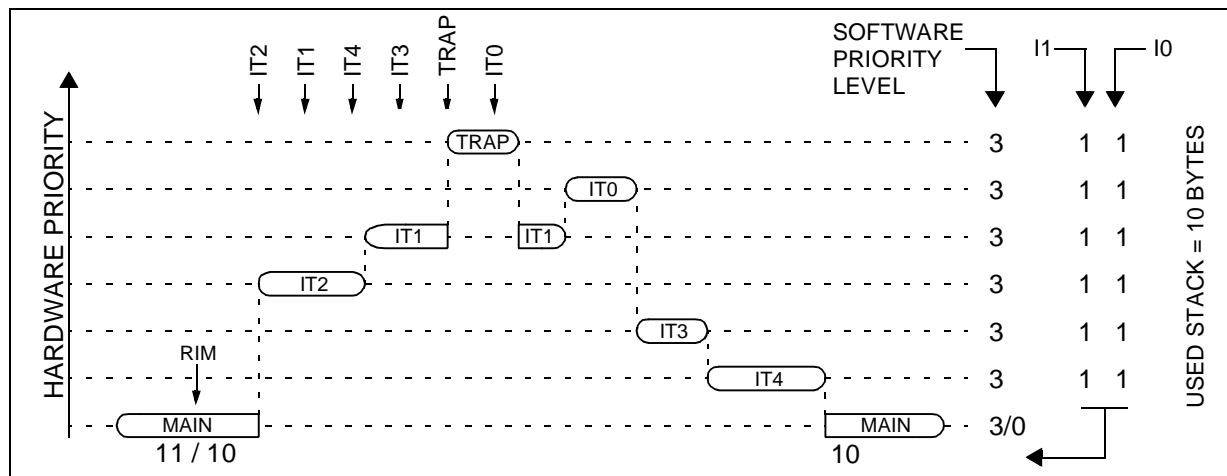 IT2
IT1
IT4
IT3
TRAP
IT0
SOFTWARE
PRIORITY
LEVEL
I1
I0
HARDWARE PRIORITY
TRAP
3
1 1
IT0
3
1 1
IT1
IT1
3
1 1
IT2
3
1 1
IT3
3
1 1
RIM
IT4
3
1 1
MAIN
MAIN
3/0
11 / 10
10
USED STACK = 10 BYTES